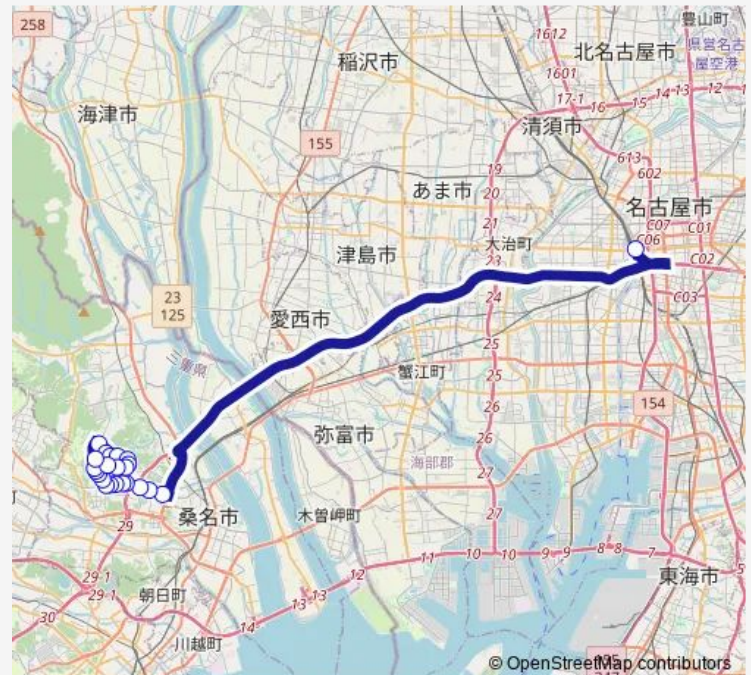 258
豊山町
1612
北名古屋市
県営名古
屋空港
稲沢市
1601
海津市
17-1
16
15
14
13
12
清須市
155
613
19
602
あま市
20
名古屋市
21
C07
C01
津島市
大治町
C06
23
C02
23
125
24
C03
愛西市
三重県
25
蟹江町
154
26
弥富市
26
海部郡
27
29
桑名市
木曽岬町
27
29-1
11
10
10
9
9
8
8
7
29-1
12
東海市
5
30
朝日町
13
13
14
川越町
© OpenStreetMap contributors
247